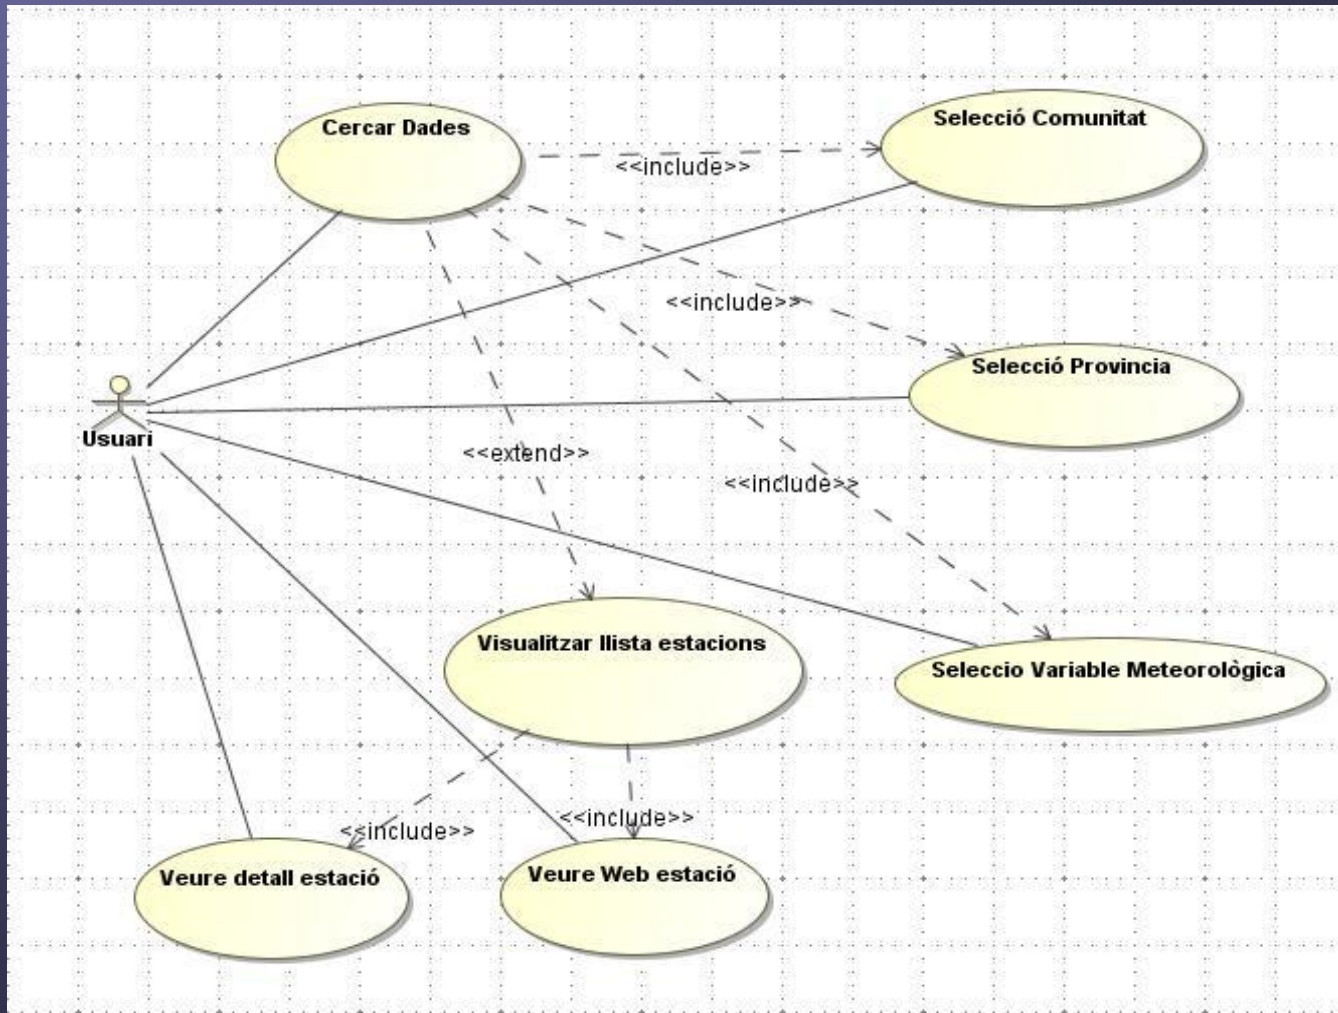 Cercar Dades
Selecció Comunitat
<<include>>
<<include>>
Selecció Provincia
Usuari
<<extend>>
<<include>>
Visualitzar llista estacions
Seleccio Variable Meteorològica
<<include>>
<<include>>
Veure detall estació
Veure Web estació